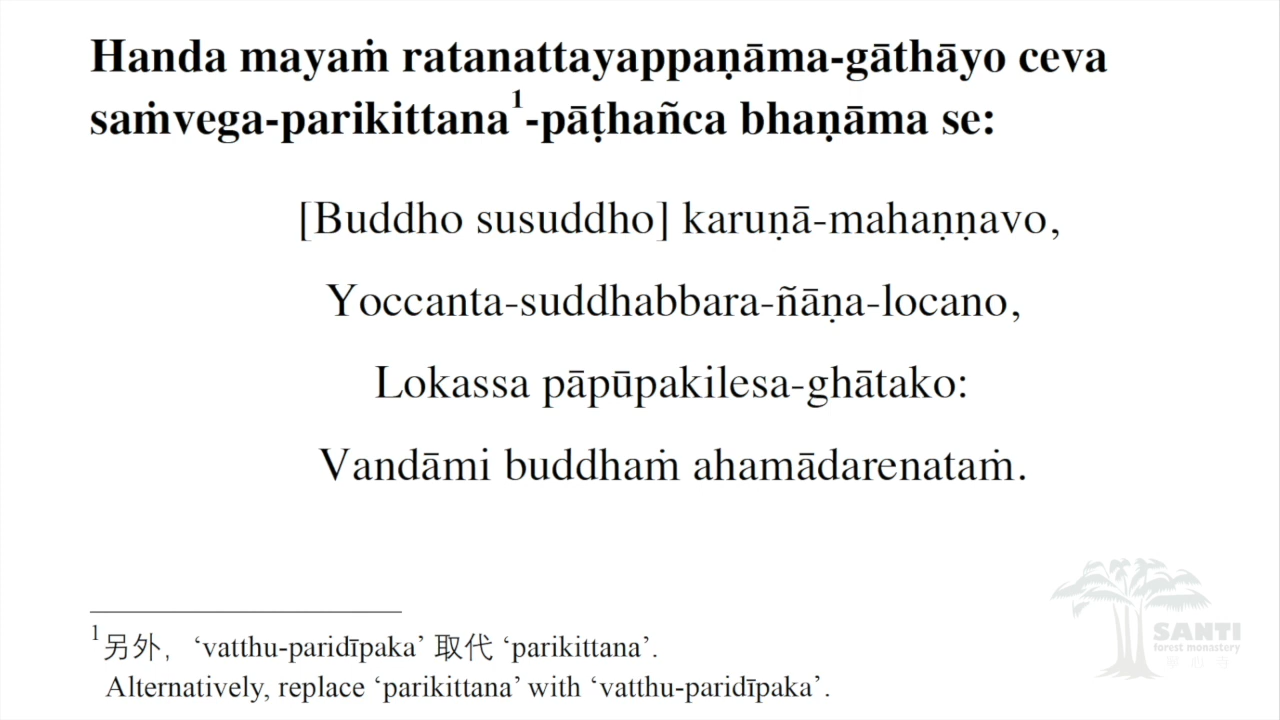 Handa mayaṁ ratanattayappaṇāma-gāthāyo ceva
saṁvega-parikittana¹-pāṭhañca bhaṇāma se:
[Buddho susuddho] karuṇā-mahaṇṇavo,
Yoccanta-suddhabbara-ñāṇa-locano,
Lokassa pāpūpakilesa-ghātako:
Vandāmi buddhaṁ ahamādarenataṁ.
¹另外，‘vatthu-paridīpaka’ 取代 ‘parikittana’.
Alternatively, replace ‘parikittana’ with ‘vatthu-paridīpaka’.
SANTI
forest monastery